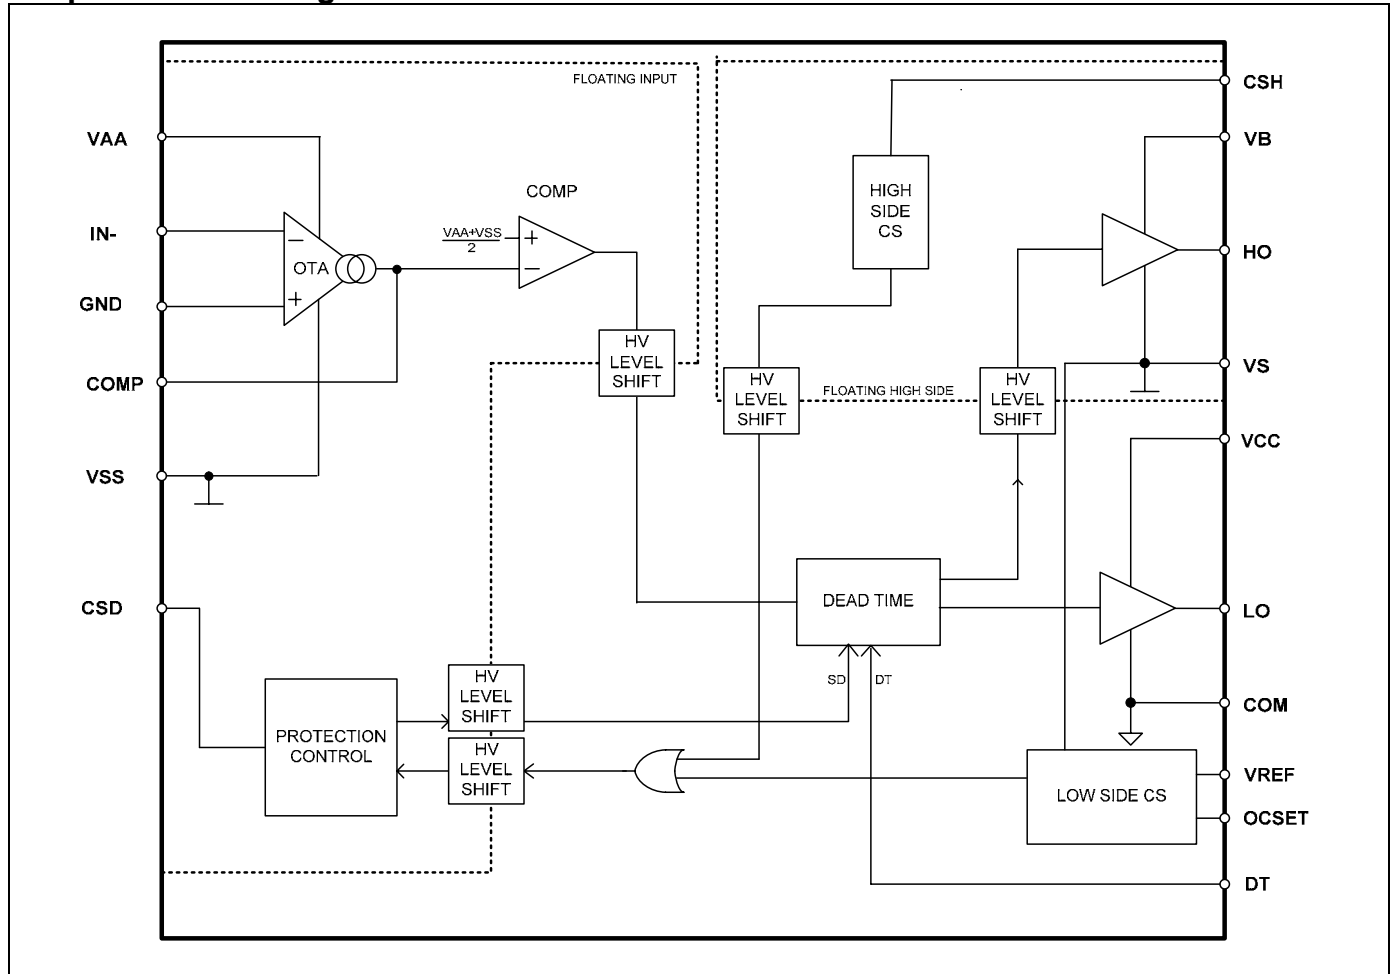 FLOATING INPUT
CSH
VAA
VB
HIGH
SIDE
CS
COMP
IN-
VAA+VSS
2
+
−
−
OTA
+
HO
GND
HV
LEVEL
SHIFT
COMP
VS
HV
LEVEL
SHIFT
FLOATING HIGH SIDE
HV
LEVEL
SHIFT
VCC
VSS
CSD
DEAD TIME
LO
SD
DT
HV
LEVEL
SHIFT
PROTECTION
CONTROL
HV
LEVEL
SHIFT
COM
VREF
LOW SIDE CS
OCSET
DT